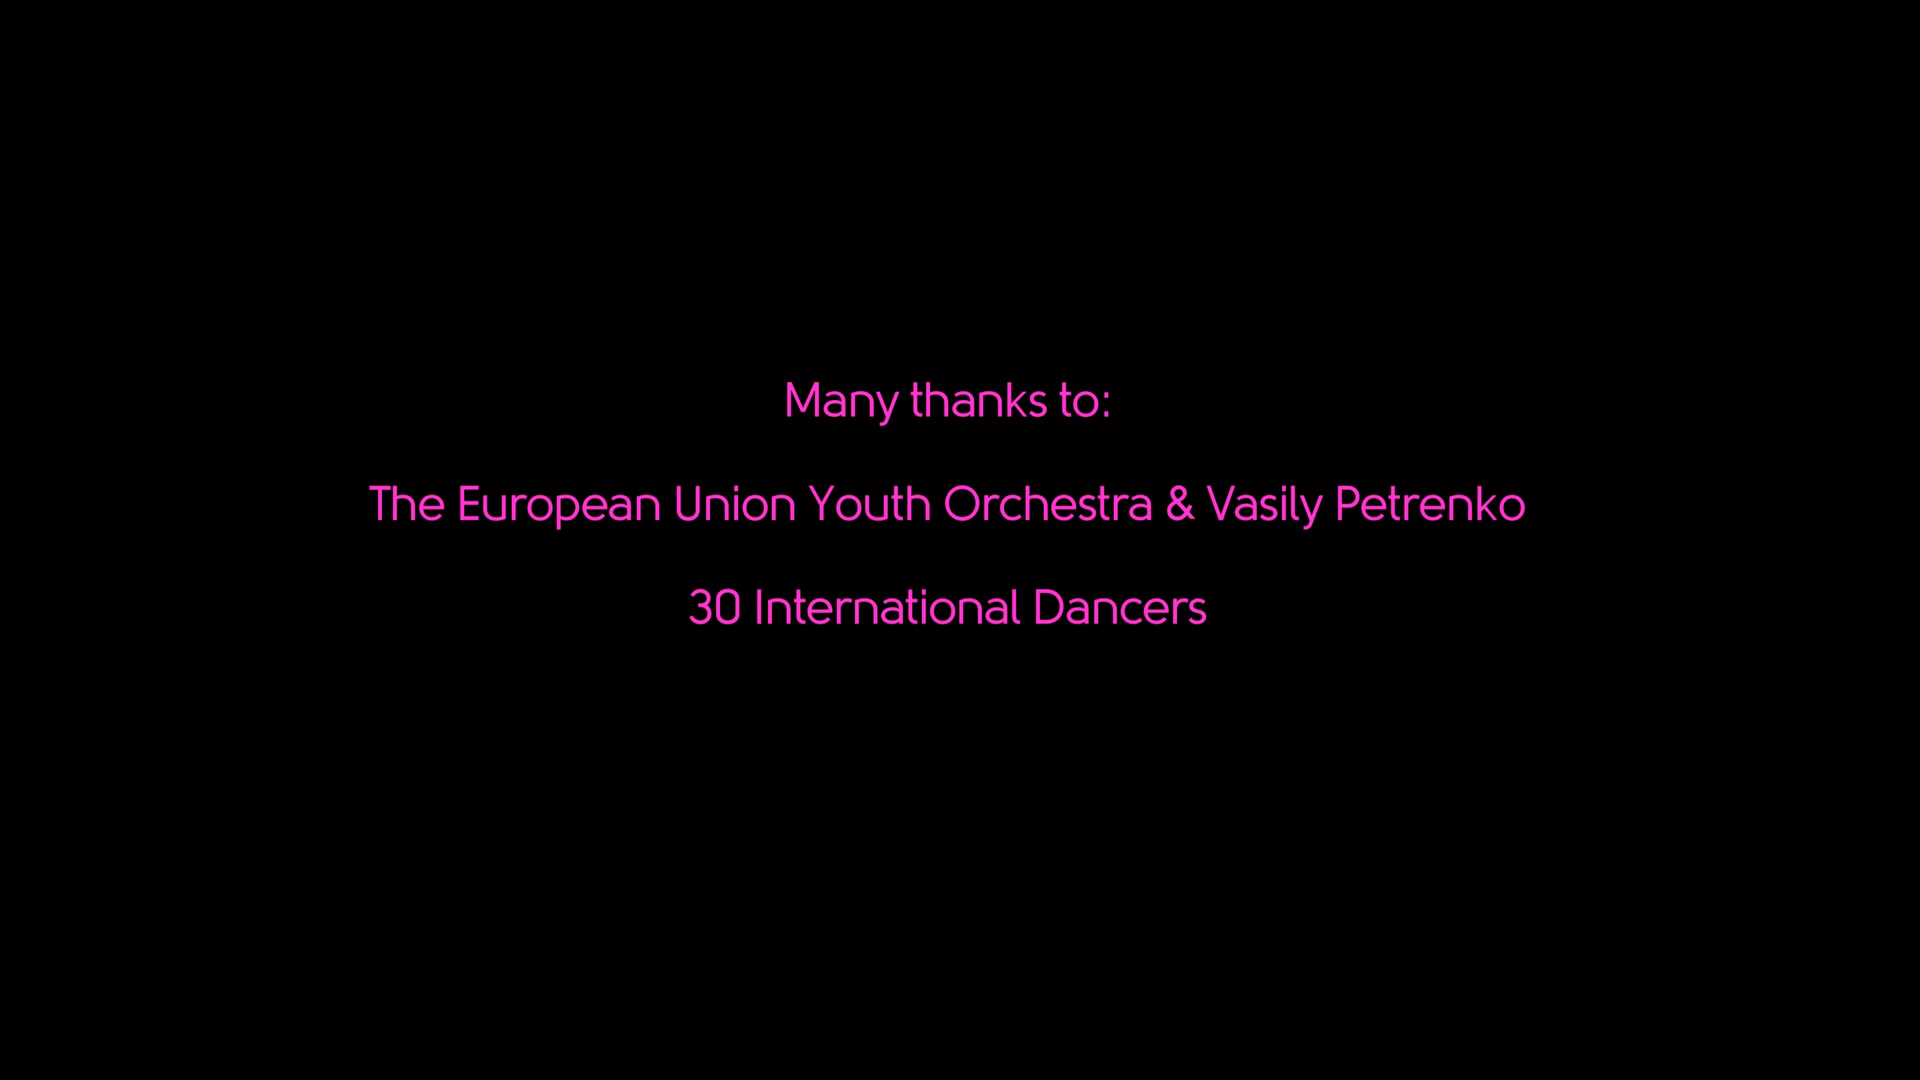 Many thanks to:
The European Union Youth Orchestra & Vasily Petrenko
30 International Dancers